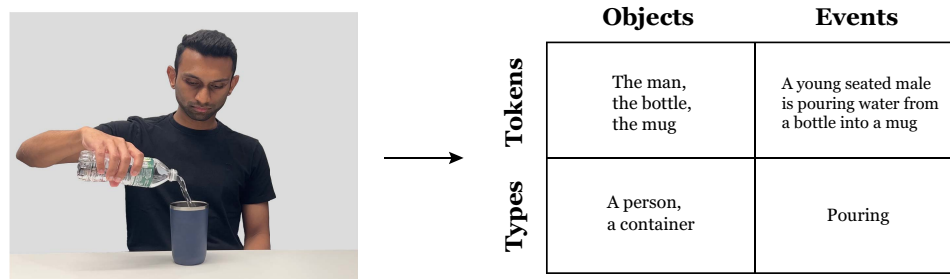 Objects
Events
Tokens
The man,
the bottle,
the mug
A young seated male
is pouring water from
a bottle into a mug
Types
A person,
a container
Pouring